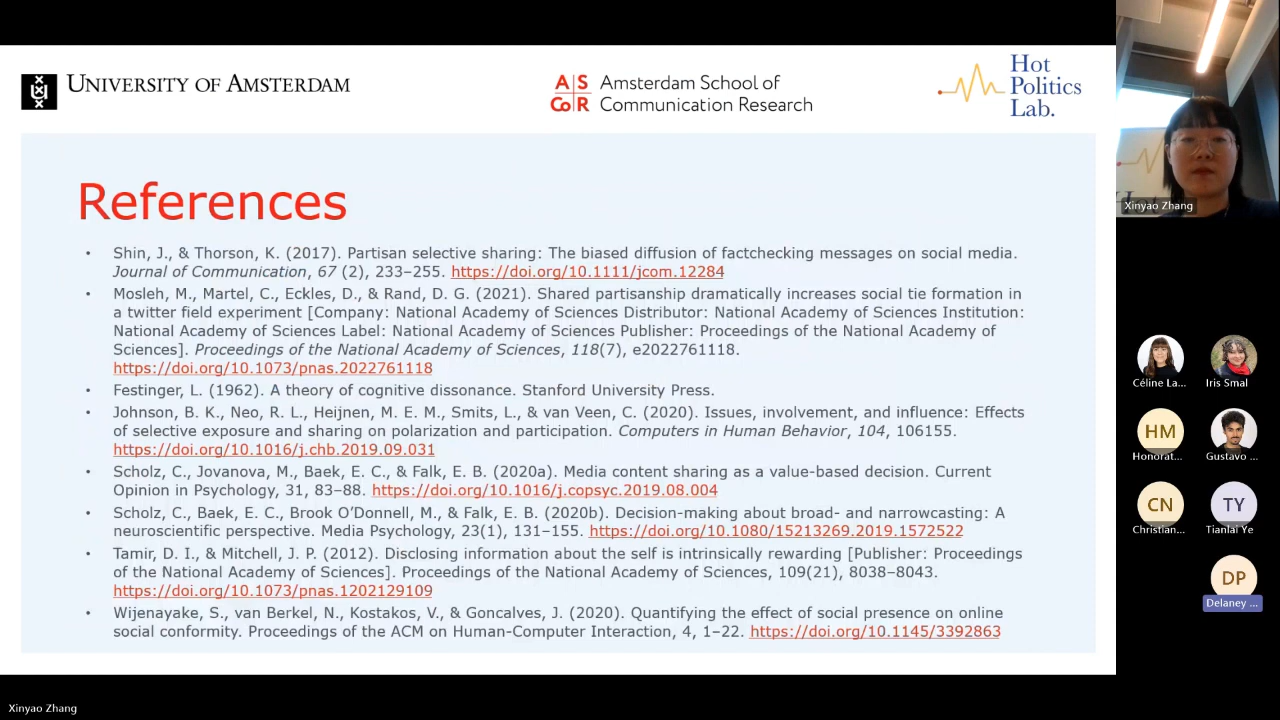 UNIVERSITY OF AMSTERDAM
A S
Co R
Amsterdam School of
Communication Research
Hot
Politics
Lab.
References
• Shin, J., & Thorson, K. (2017). Partisan selective sharing: The biased diffusion of factchecking messages on social media.
Journal of Communication, 67 (2), 233–255. https://doi.org/10.1111/jcom.12284
• Mosleh, M., Martel, C., Eckles, D., & Rand, D. G. (2021). Shared partisanship dramatically increases social tie formation in
a twitter field experiment [Company: National Academy of Sciences Distributor: National Academy of Sciences Institution:
National Academy of Sciences Label: National Academy of Sciences Publisher: Proceedings of the National Academy of
Sciences]. Proceedings of the National Academy of Sciences, 118(7), e2022761118.
https://doi.org/10.1073/pnas.2022761118
• Festinger, L. (1962). A theory of cognitive dissonance. Stanford University Press.
• Johnson, B. K., Neo, R. L., Heijnen, M. E. M., Smits, L., & van Veen, C. (2020). Issues, involvement, and influence: Effects
of selective exposure and sharing on polarization and participation. Computers in Human Behavior, 104, 106155.
https://doi.org/10.1016/j.chb.2019.09.031
• Scholz, C., Jovanova, M., Baek, E. C., & Falk, E. B. (2020a). Media content sharing as a value-based decision. Current
Opinion in Psychology, 31, 83–88. https://doi.org/10.1016/j.copsyc.2019.08.004
• Scholz, C., Baek, E. C., Brook O’Donnell, M., & Falk, E. B. (2020b). Decision-making about broad- and narrowcasting: A
neuroscientific perspective. Media Psychology, 23(1), 131–155. https://doi.org/10.1080/15213269.2019.1572522
• Tamir, D. I., & Mitchell, J. P. (2012). Disclosing information about the self is intrinsically rewarding [Publisher: Proceedings
of the National Academy of Sciences]. Proceedings of the National Academy of Sciences, 109(21), 8038–8043.
https://doi.org/10.1073/pnas.1202129109
• Wijenayake, S., van Berkel, N., Kostakos, V., & Goncalves, J. (2020). Quantifying the effect of social presence on online
social conformity. Proceedings of the ACM on Human-Computer Interaction, 4, 1–22. https://doi.org/10.1145/3392863
Xinyao Zhang
Céline La...
Iris Smal
HM
Honorat...
Gustavo ...
CN
Christian...
TY
Tianlai Ye
DP
Delaney ...
Xinyao Zhang